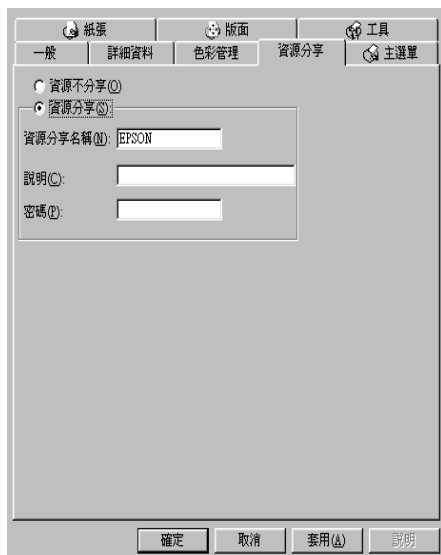 紙張 版面 工具
一般 詳細資料 色彩管理 資源分享 主選單
資源不分享(O)
資源分享(S):
資源分享名稱(N): EPSON
說明(C):
密碼(P):
確定 取消 套用(A) 說明